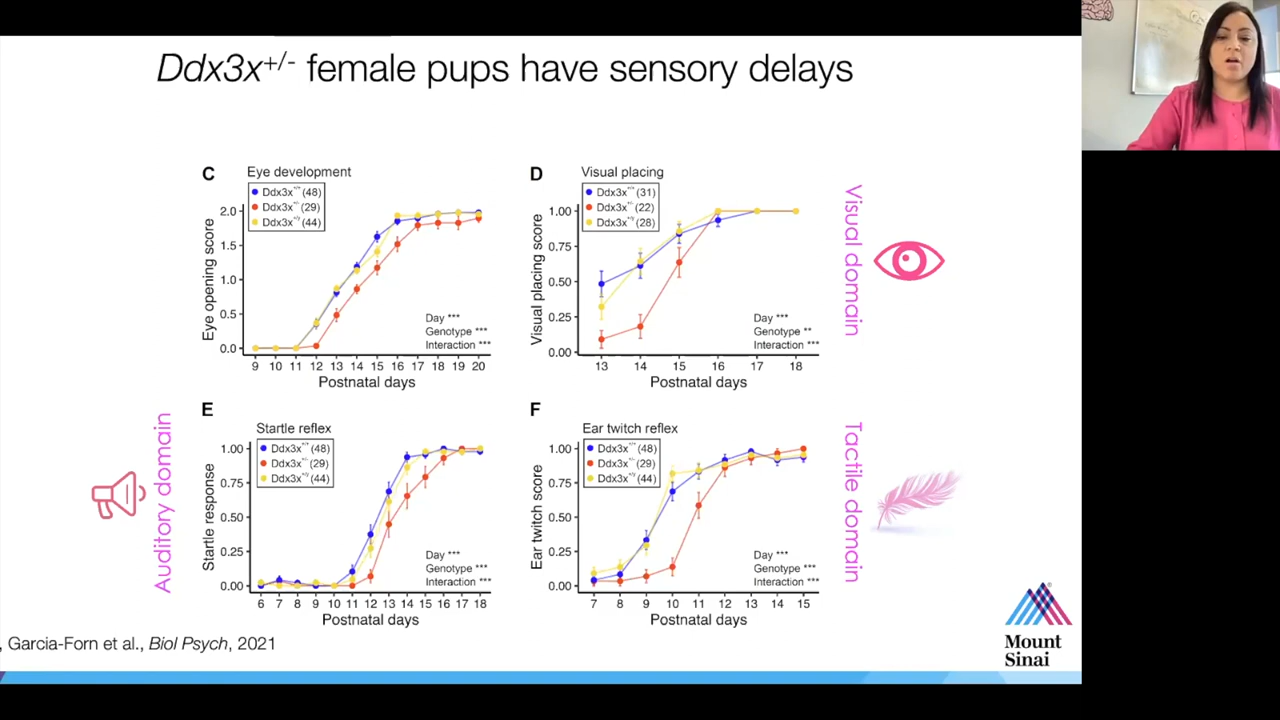 Ddx3x+/- female pups have sensory delays
C Eye development
Ddx3x+/+ (48)
Ddx3x+/- (29)
Ddx3x+/y (44)
Eye opening score
2.0
1.5
1.0
0.5
0.0
Day ***
Genotype ***
Interaction ***
9 10 11 12 13 14 15 16 17 18 19 20
Postnatal days
D Visual placing
Ddx3x+/+ (31)
Ddx3x+/- (22)
Ddx3x+/y (28)
Visual placing score
1.00
0.75
0.50
0.25
0.00
Day ***
Genotype **
Interaction ***
13 14 15 16 17 18
Postnatal days
Visual domain
Auditory domain
E Startle reflex
Ddx3x+/+ (48)
Ddx3x+/- (29)
Ddx3x+/y (44)
Startle response
1.00
0.75
0.50
0.25
0.00
Day ***
Genotype ***
Interaction ***
6 7 8 9 10 11 12 13 14 15 16 17 18
Postnatal days
F Ear twitch reflex
Ddx3x+/+ (48)
Ddx3x+/- (29)
Ddx3x+/y (44)
Ear twitch score
1.00
0.75
0.50
0.25
0.00
Day ***
Genotype ***
Interaction ***
7 8 9 10 11 12 13 14 15
Postnatal days
Tactile domain
, Garcia-Forn et al., Biol Psych, 2021
Mount
Sinai